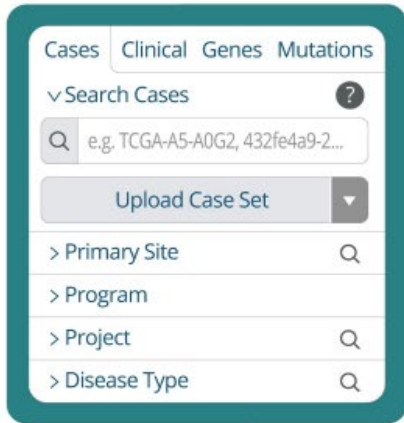 Cases Clinical Genes Mutations
Search Cases ?
e.g. TCGA-A5-A0G2, 432fe4a9-2...
Upload Case Set
> Primary Site
> Program
> Project
> Disease Type